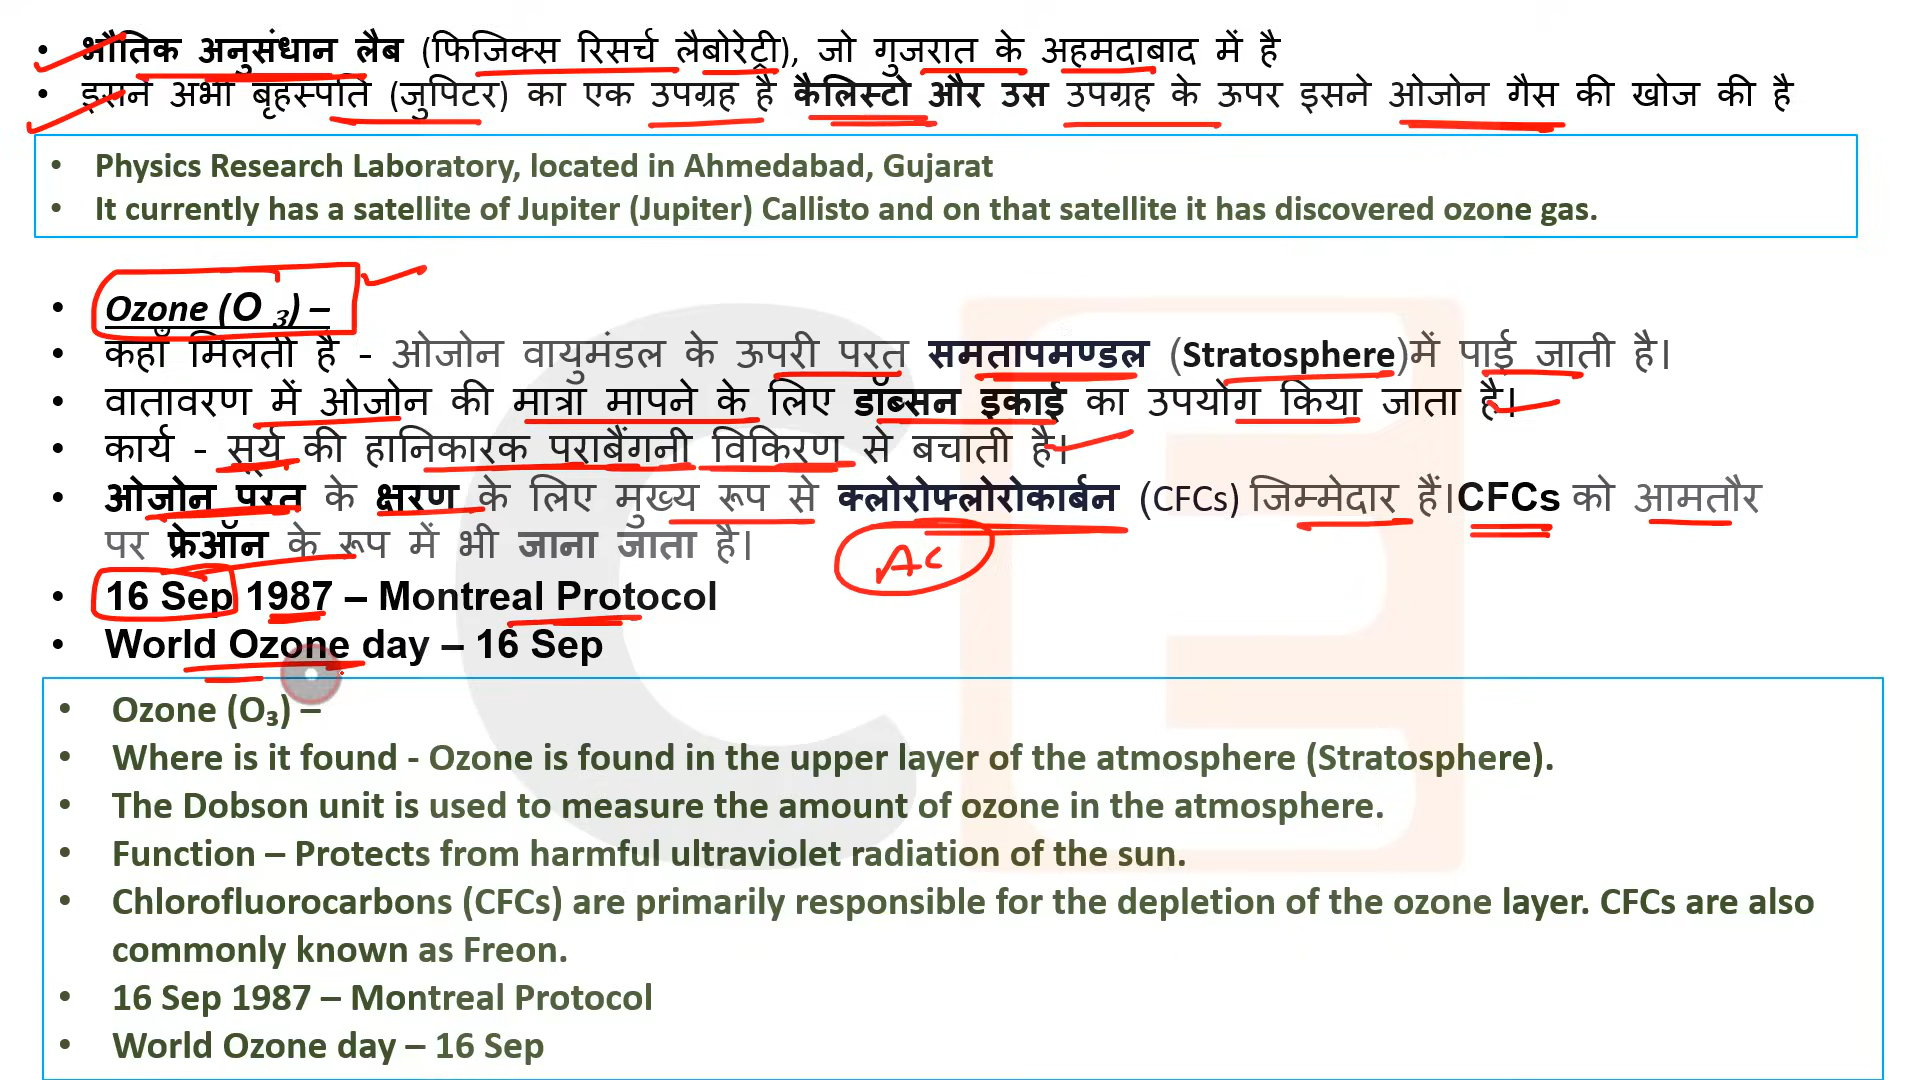 • भौतिक अनुसंधान लैब (फिजिक्स रिसर्च लैबोरेट्री), जो गुजरात के अहमदाबाद में है
• इसने अभी बृहस्पति (जुपिटर) का एक उपग्रह है कैलिस्टो और उस उपग्रह के ऊपर इसने ओजोन गैस की खोज की है
• Physics Research Laboratory, located in Ahmedabad, Gujarat
• It currently has a satellite of Jupiter (Jupiter) Callisto and on that satellite it has discovered ozone gas.
• Ozone (O ₃) –
• कहाँ मिलती है - ओजोन वायुमंडल के ऊपरी परत समतापमण्डल (Stratosphere)में पाई जाती है।
• वातावरण में ओजोन की मात्रा मापने के लिए डॉब्सन इकाई का उपयोग किया जाता है।
• कार्य - सूर्य की हानिकारक पराबैंगनी विकिरण से बचाती है।
• ओजोन परत के क्षरण के लिए मुख्य रूप से क्लोरोफ्लोरोकार्बन (CFCs) जिम्मेदार हैं।CFCs को आमतौर
पर फ्रेऑन के रूप में भी जाना जाता है।
AC
• 16 Sep 1987 – Montreal Protocol
• World Ozone day – 16 Sep
• Ozone (O₃) –
• Where is it found - Ozone is found in the upper layer of the atmosphere (Stratosphere).
• The Dobson unit is used to measure the amount of ozone in the atmosphere.
• Function – Protects from harmful ultraviolet radiation of the sun.
• Chlorofluorocarbons (CFCs) are primarily responsible for the depletion of the ozone layer. CFCs are also
commonly known as Freon.
• 16 Sep 1987 – Montreal Protocol
• World Ozone day – 16 Sep